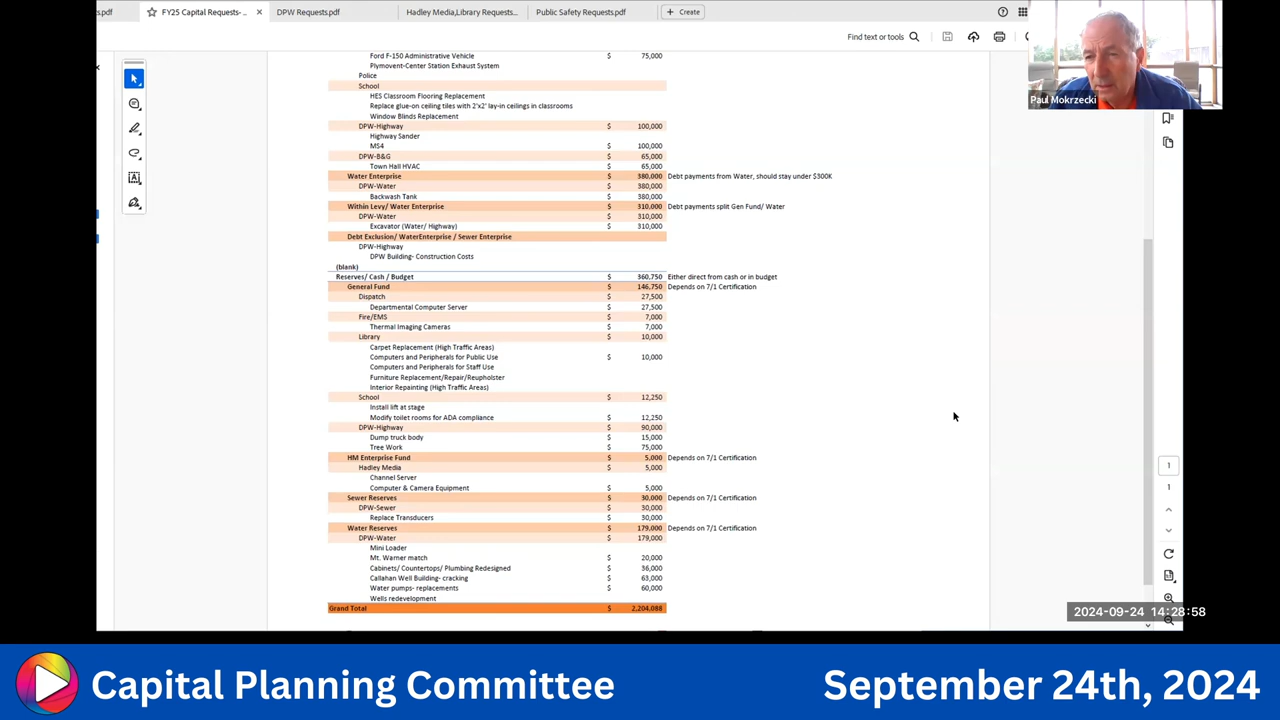 s.pdf
FY25 Capital Requests-
DPW Requests.pdf
Hadley Media,Library Requests...
Public Safety Requests.pdf
Create
Find text or tools
Ford F-150 Administrative Vehicle $ 75,000
Plymovent-Center Station Exhaust System
Police
School
HES Classroom Flooring Replacement
Replace glue-on ceiling tiles with 2'x2' lay-in ceilings in classrooms
Window Blinds Replacement
DPW-Highway $ 100,000
Highway Sander
MS4 $ 100,000
DPW-B&G $ 65,000
Town Hall HVAC $ 65,000
Water Enterprise $ 380,000 Debt payments from Water, should stay under $300K
DPW-Water $ 380,000
Backwash Tank $ 380,000
Within Levy/ Water Enterprise $ 310,000 Debt payments split Gen Fund/ Water
DPW-Water $ 310,000
Excavator (Water/ Highway) $ 310,000
Debt Exclusion/ WaterEnterprise / Sewer Enterprise
DPW-Highway
DPW Building- Construction Costs
(blank)
Reserves/ Cash / Budget $ 360,750 Either direct from cash or in budget
General Fund $ 146,750 Depends on 7/1 Certification
Dispatch $ 27,500
Departmental Computer Server $ 27,500
Fire/EMS $ 7,000
Thermal Imaging Cameras $ 7,000
Library $ 10,000
Carpet Replacement (High Traffic Areas)
Computers and Peripherals for Public Use $ 10,000
Computers and Peripherals for Staff Use
Furniture Replacement/Repair/Reupholster
Interior Repainting (High Traffic Areas)
School $ 12,250
Install lift at stage
Modify toilet rooms for ADA compliance $ 12,250
DPW-Highway $ 90,000
Dump truck body $ 15,000
Tree Work $ 75,000
HM Enterprise Fund $ 5,000 Depends on 7/1 Certification
Hadley Media $ 5,000
Channel Server
Computer & Camera Equipment $ 5,000
Sewer Reserves $ 30,000 Depends on 7/1 Certification
DPW-Sewer $ 30,000
Replace Transducers $ 30,000
Water Reserves $ 179,000 Depends on 7/1 Certification
DPW-Water $ 179,000
Mini Loader
Mt. Warner match $ 20,000
Cabinets/ Countertops/ Plumbing Redesigned $ 36,000
Callahan Well Building- cracking $ 63,000
Water pumps- replacements $ 60,000
Wells redevelopment
Grand Total $ 2,204,088
Paul Mokrzecki
1
1
2024-09-24 14:28:58
Capital Planning Committee
September 24th, 2024